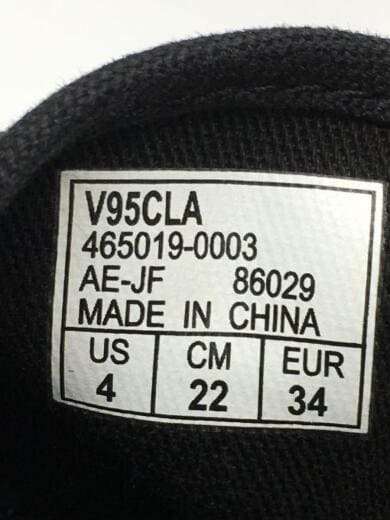 V95CLA
465019-0003
AE-JF 86029
MADE IN CHINA
US CM EUR
4 22 34